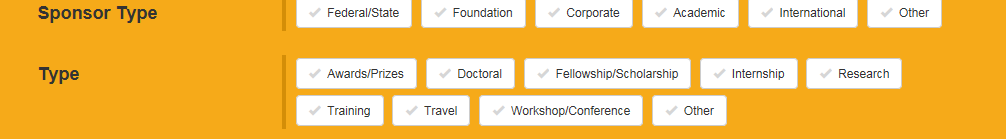 Sponsor Type Federal/State Foundation Corporate Academic International Other
Type Awards/Prizes Doctoral Fellowship/Scholarship Internship Research
Training Travel Workshop/Conference Other